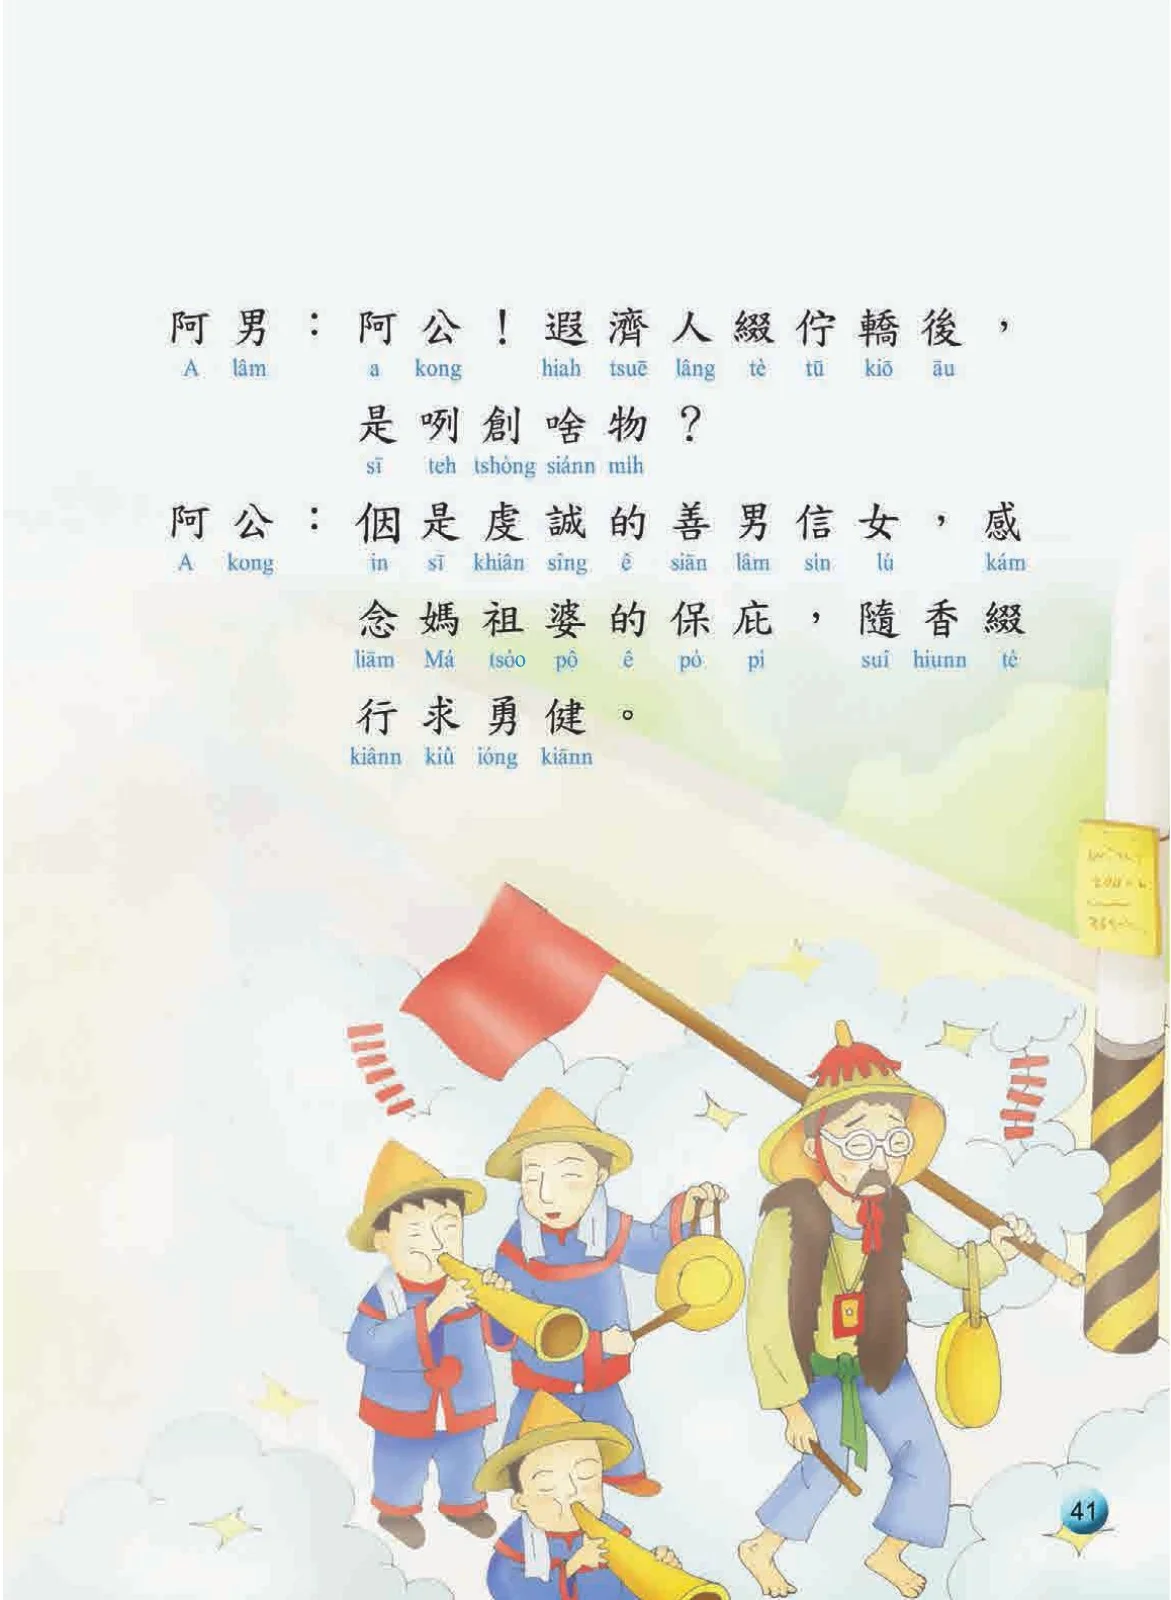 阿男：阿公！遐濟人綴佇轎後，
A lâm a kong hiah tsuē lâng tè tū kiō āu
是咧創啥物？
sī teh tshòng siánn mih
阿公：𪜶是虔誠的善男信女，感
A kong in sī khiân sîng ê siān lâm sìn lú kám
念媽祖婆的保庇，隨香綴
liām Má tsóo pô ê pó pì suî hiunn tè
行求勇健。
kiânn kiû ióng kiānn
41